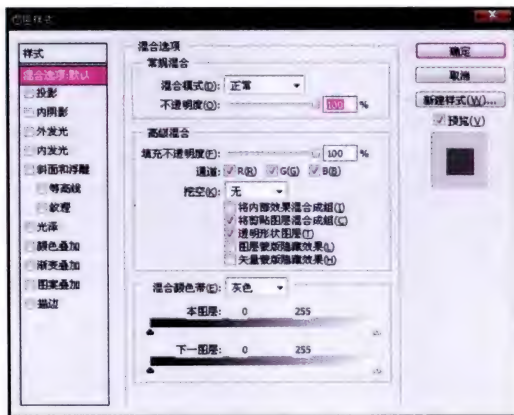 图层样式
样式
混合选项:默认
投影
内阴影
外发光
内发光
斜面和浮雕
等高线
纹理
光泽
颜色叠加
渐变叠加
图案叠加
描边
混合选项
常规混合
混合模式(D): 正常
不透明度(O): 100 %
高级混合
填充不透明度(F): 100 %
通道: R(R) G(G) B(B)
挖空(K): 无
将内部效果混合成组(I)
将剪贴图层混合成组(C)
透明形状图层(T)
图层蒙版隐藏效果(L)
矢量蒙版隐藏效果(H)
混合颜色带(E): 灰色
本图层: 0 255
下一图层: 0 255
确定
取消
新建样式(W)...
预览(V)